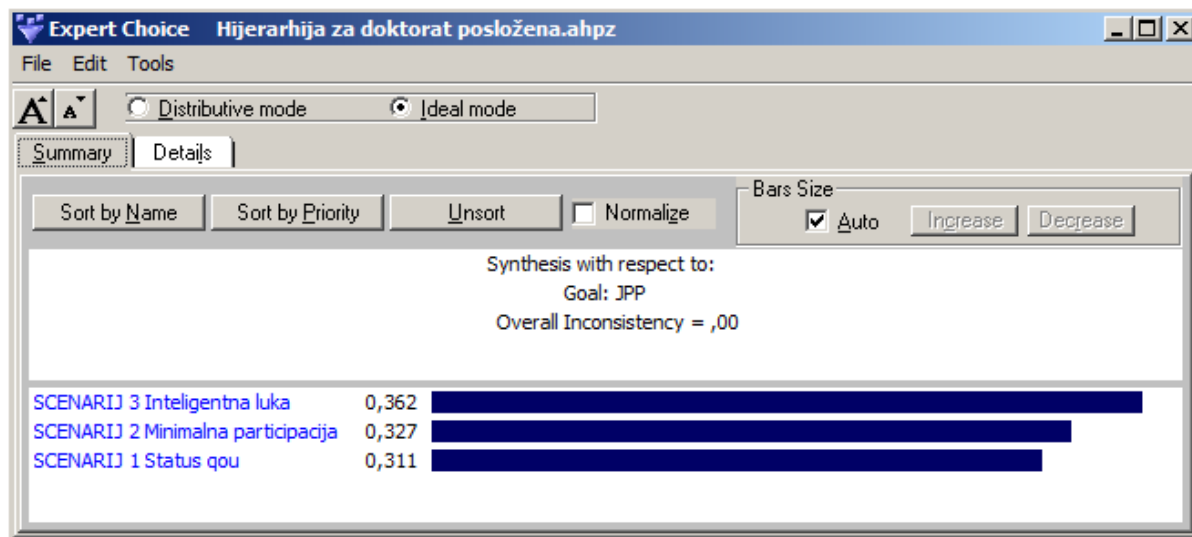 Expert Choice Hijerarhija za doktorat posložena.ahpz
File Edit Tools
A A Distributive mode Ideal mode
Summary Details
Bars Size
Sort by Name Sort by Priority Unsort Normalize Auto Increase Decrease
Synthesis with respect to:
Goal: JPP
Overall Inconsistency = ,00
SCENARIJ 3 Inteligentna luka 0,362
SCENARIJ 2 Minimalna participacija 0,327
SCENARIJ 1 Status qou 0,311